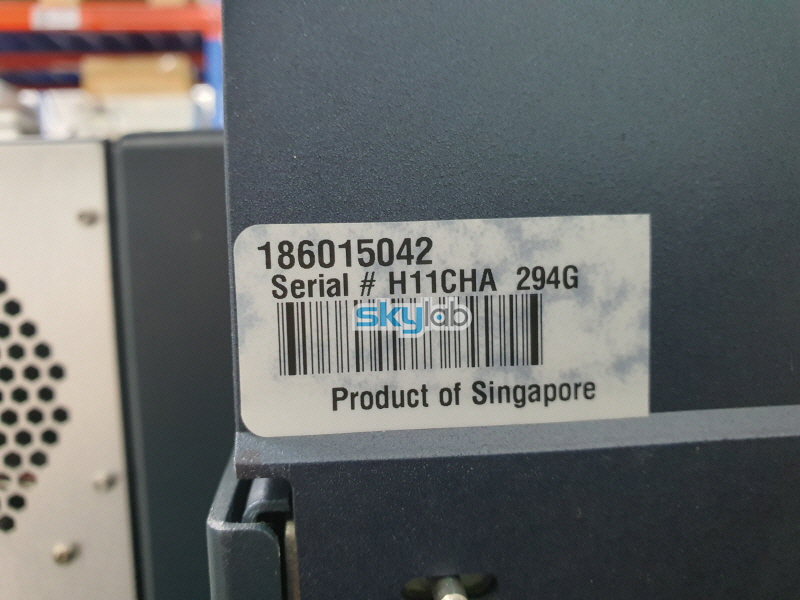 186015042
Serial # H11CHA 294G
skylab
Product of Singapore